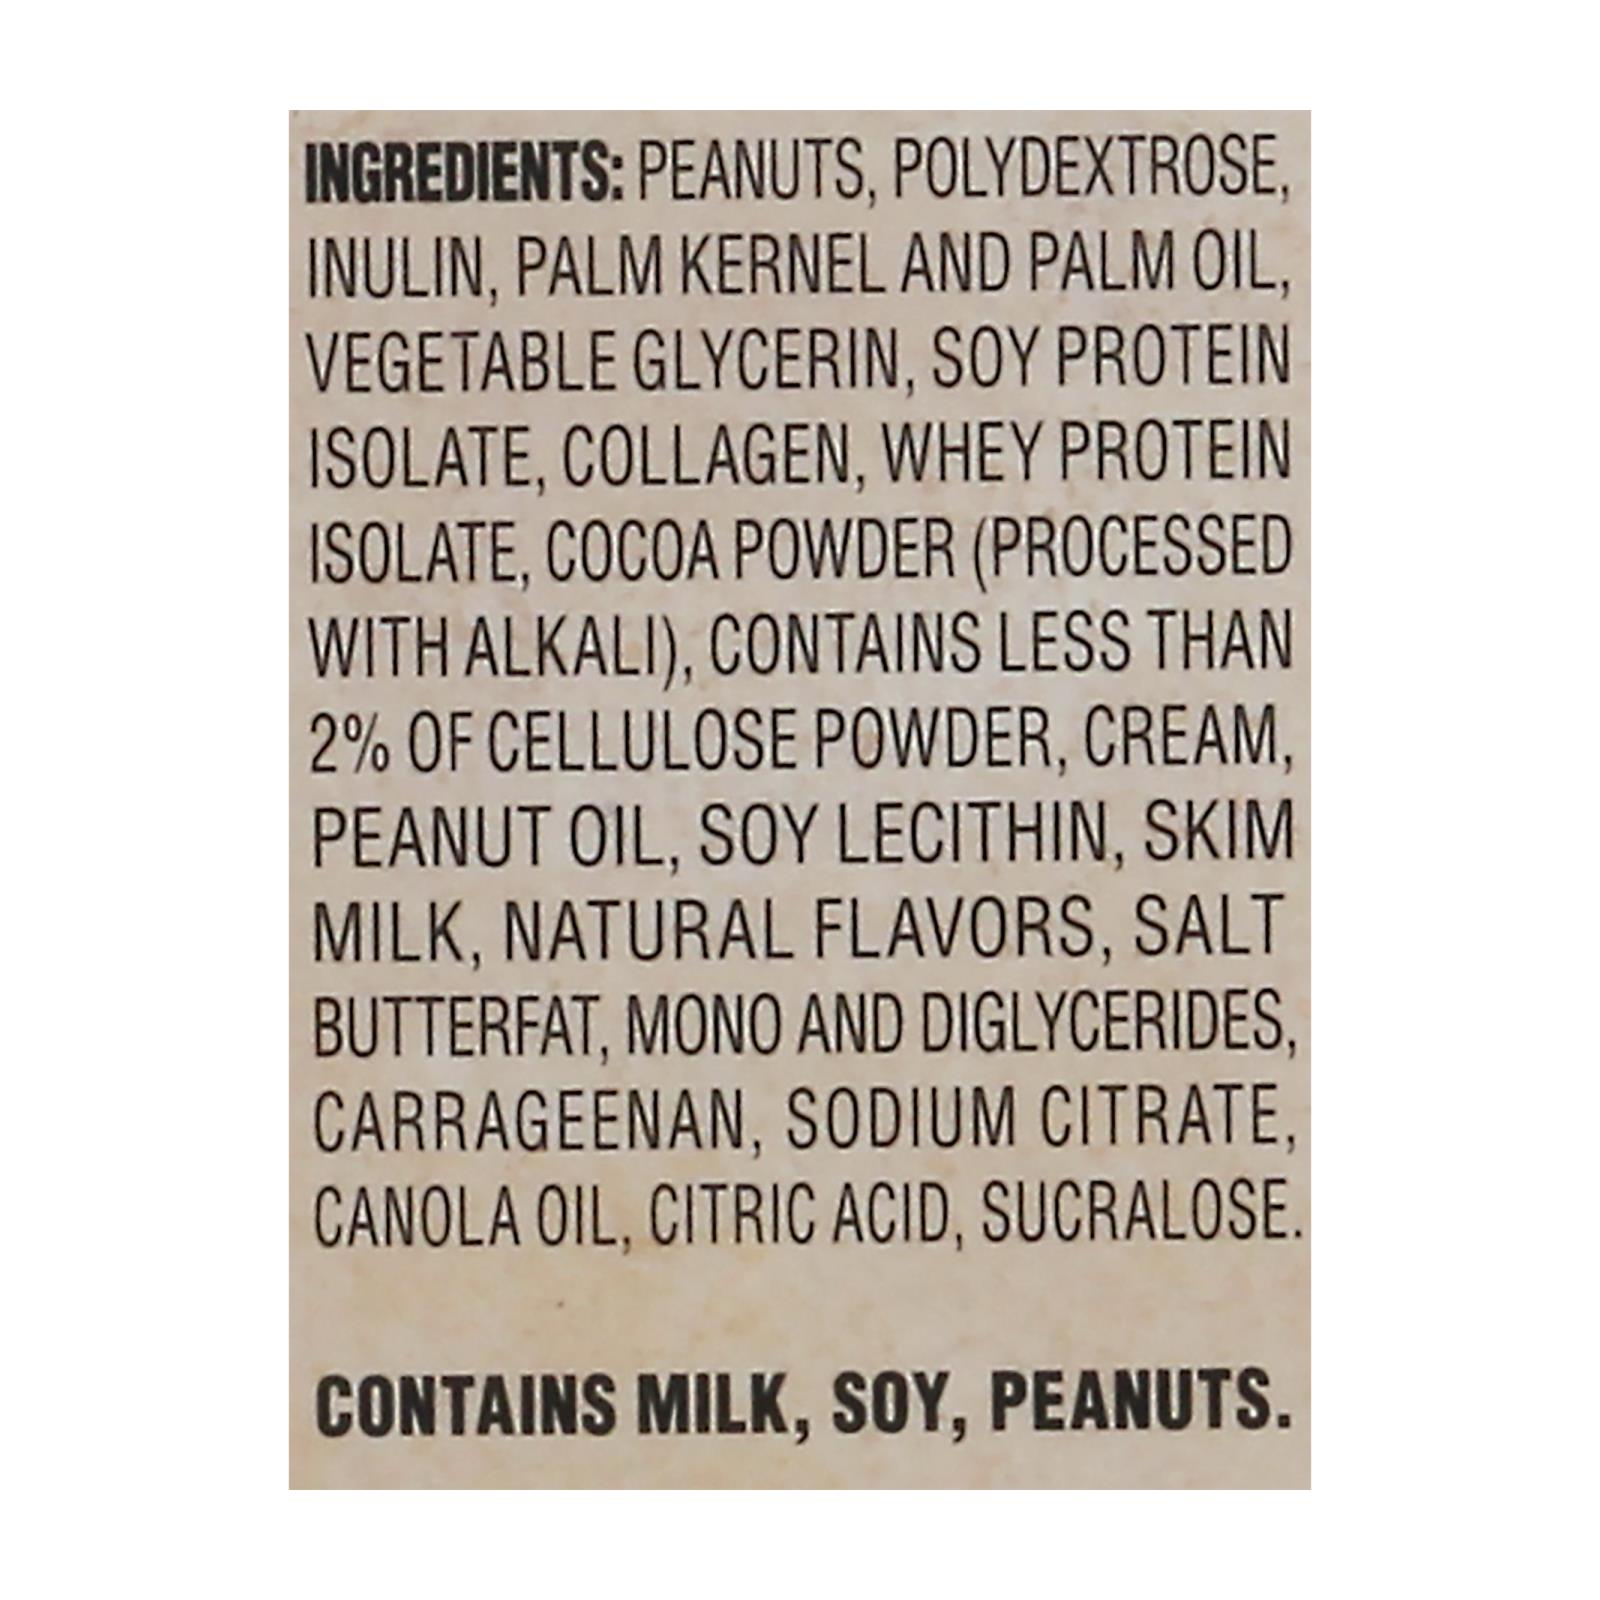 INGREDIENTS: PEANUTS, POLYDEXTROSE,
INULIN, PALM KERNEL AND PALM OIL,
VEGETABLE GLYCERIN, SOY PROTEIN
ISOLATE, COLLAGEN, WHEY PROTEIN
ISOLATE, COCOA POWDER (PROCESSED
WITH ALKALI), CONTAINS LESS THAN
2% OF CELLULOSE POWDER, CREAM,
PEANUT OIL, SOY LECITHIN, SKIM
MILK, NATURAL FLAVORS, SALT
BUTTERFAT, MONO AND DIGLYCERIDES,
CARRAGEENAN, SODIUM CITRATE,
CANOLA OIL, CITRIC ACID, SUCRALOSE.
CONTAINS MILK, SOY, PEANUTS.